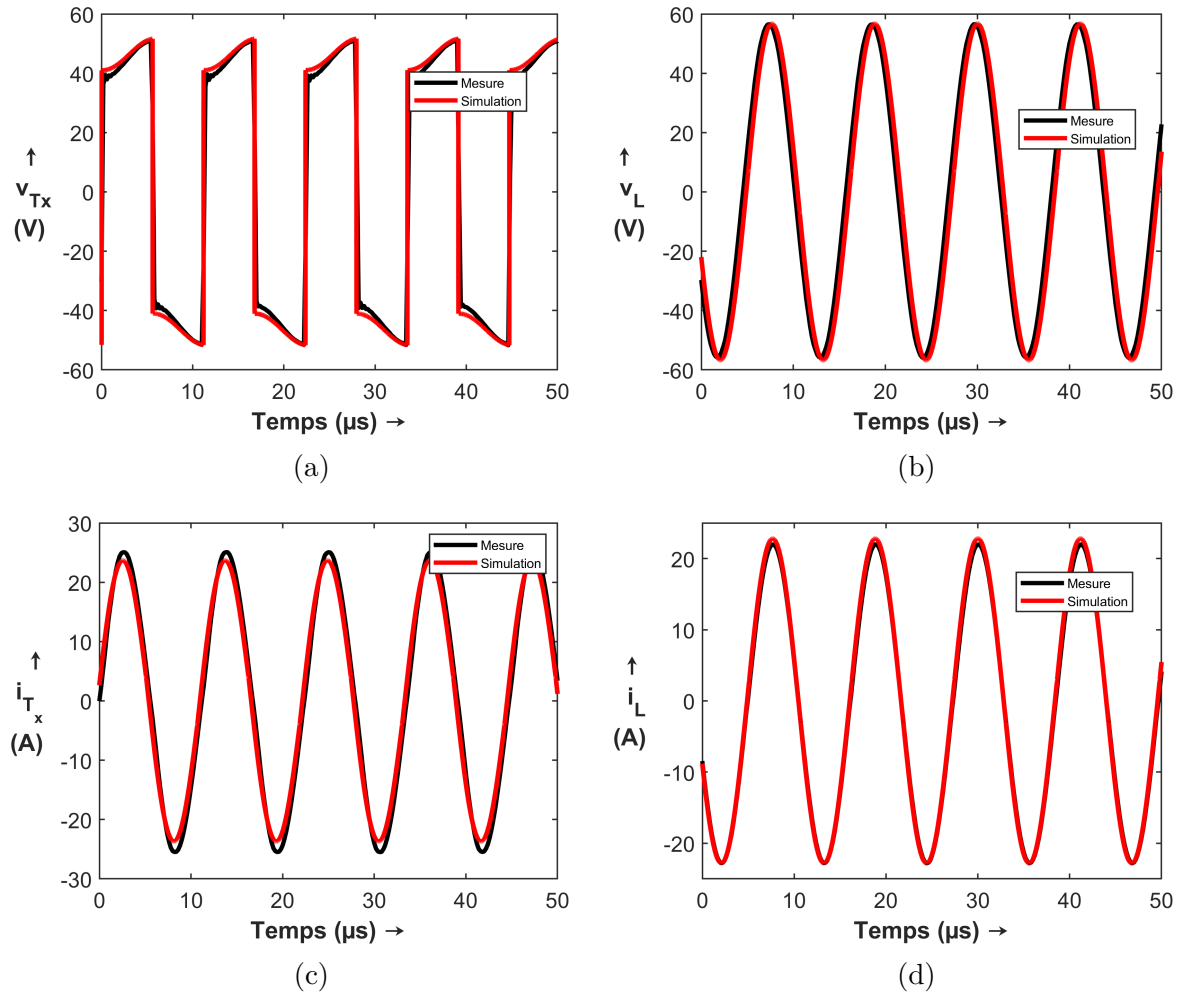 60
40
20
0
-20
-40
-60
v_Tx →
(V)
Mesure
Simulation
0 10 20 30 40 50
Temps (µs) →
(a)
60
40
20
0
-20
-40
-60
v_L →
(V)
Mesure
Simulation
0 10 20 30 40 50
Temps (µs) →
(b)
30
20
10
0
-10
-20
-30
i_T_x →
(A)
Mesure
Simulation
0 10 20 30 40 50
Temps (µs) →
(c)
20
10
0
-10
-20
i_L →
(A)
Mesure
Simulation
0 10 20 30 40 50
Temps (µs) →
(d)